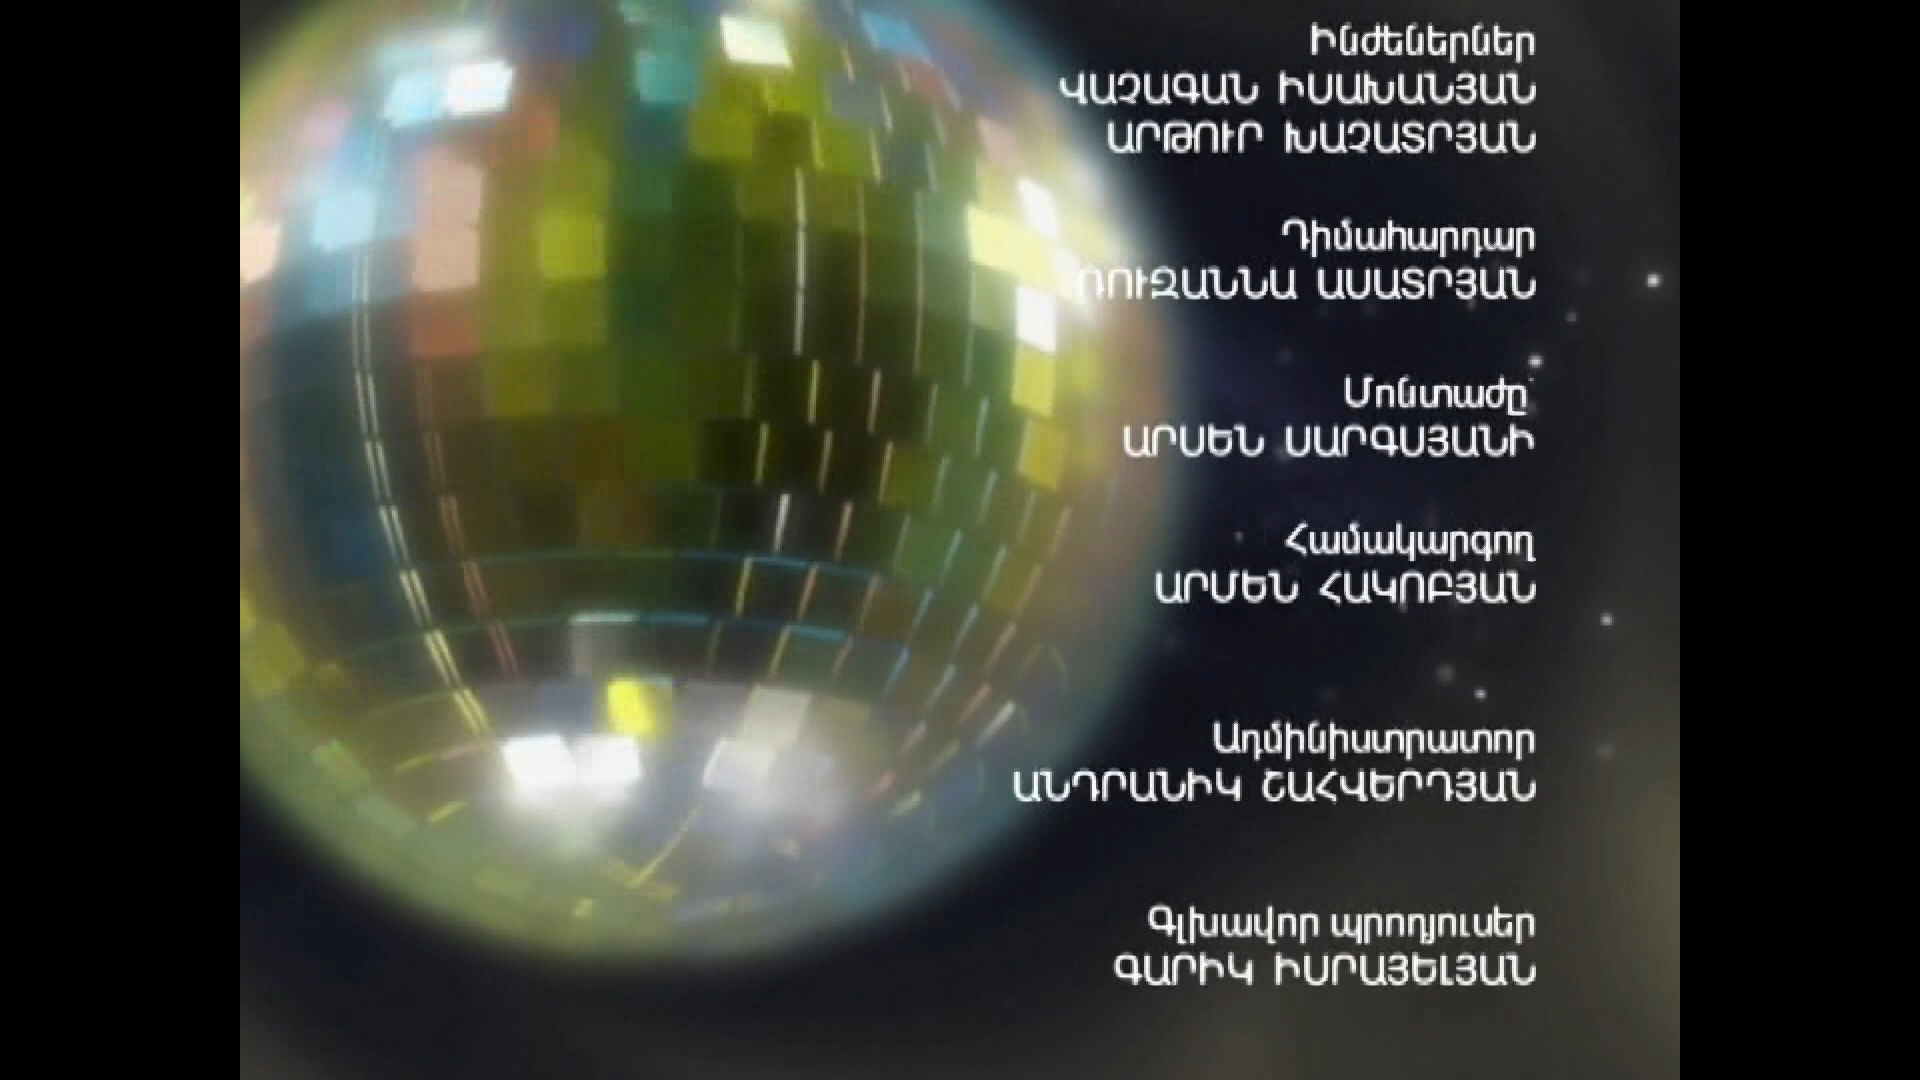 Ինժեներներ
ՎԱՉԱԳԱՆ ԻՍԱԽԱՆՅԱՆ
ԱՐԹՈՒՐ ԽԱՉԱՏՐՅԱՆ
Դիմահարդար
ՌՈՒԶԱՆՆԱ ԱՍԱՏՐՅԱՆ
Մոնտաժը՝
ԱՐՍԵՆ ՍԱՐԳՍՅԱՆԻ
Համակարգող
ԱՐՄԵՆ ՀԱԿՈԲՅԱՆ
Ադմինիստրատոր
ԱՆԴՐԱՆԻԿ ՇԱՀՎԵՐԴՅԱՆ
Գլխավոր պրոդյուսեր
ԳԱՐԻԿ ԻՍՐԱՅԵԼՅԱՆ